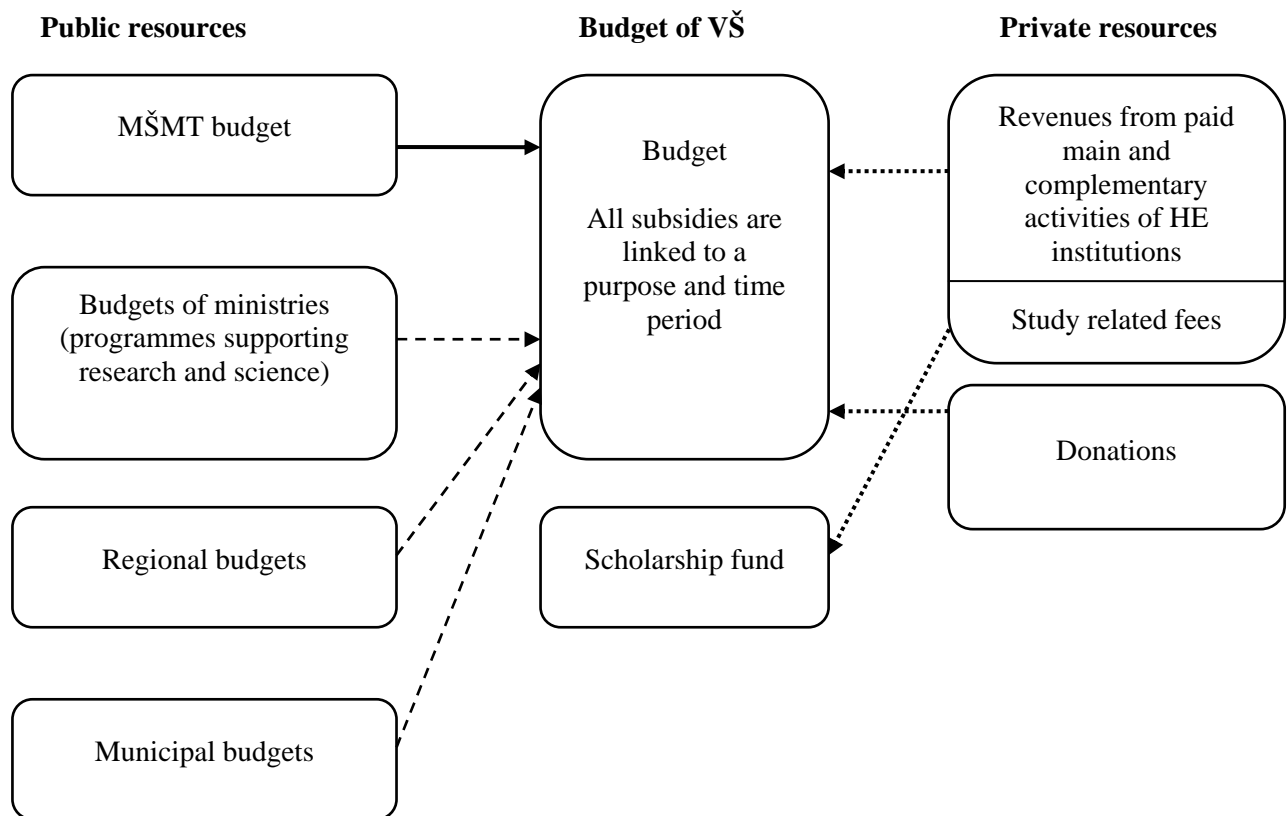 Public resources
Budget of VŠ
Private resources
MŠMT budget
Budgets of ministries
(programmes supporting
research and science)
Regional budgets
Municipal budgets
Budget
All subsidies are
linked to a
purpose and time
period
Scholarship fund
Revenues from paid
main and
complementary
activities of HE
institutions
Study related fees
Donations